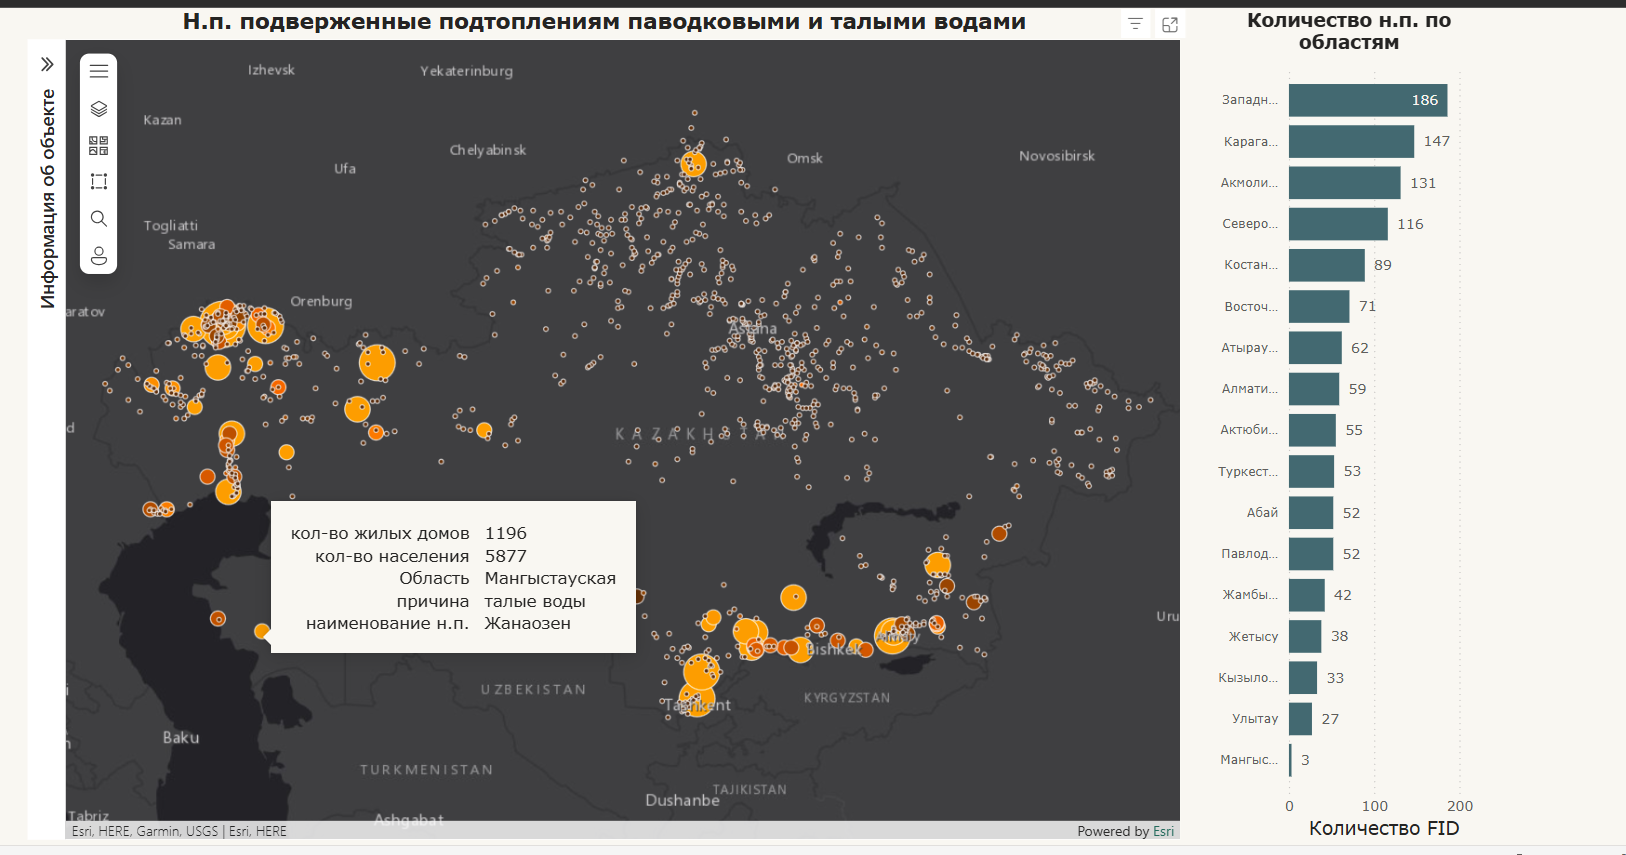 Н.п. подверженные подтоплениям паводковыми и талыми водами
Информация об объекте
Izhevsk
Yekaterinburg
Kazan
Chelyabinsk
Omsk
Novosibirsk
Ufa
Togliatti
Samara
Orenburg
aratov
Astana
d
KAZAKHSTAN
кол-во жилых домов 1196
кол-во населения 5877
Область Мангыстауская
причина талые воды
наименование н.п. Жанаозен
Almaty
Bishkek
Uru
UZBEKISTAN
KYRGYZSTAN
Tashkent
Baku
TURKMENISTAN
TAJIKISTAN
Dushanbe
Tabriz
Ashgabat
Esri, HERE, Garmin, USGS | Esri, HERE
Powered by Esri
Количество н.п. по
областям
Западн... 186
Карага... 147
Акмоли... 131
Северо... 116
Костан... 89
Восточ... 71
Атырау... 62
Алмати... 59
Актюби... 55
Туркест... 53
Абай 52
Павлод... 52
Жамбы... 42
Жетысу 38
Кызыло... 33
Улытау 27
Мангыс... 3
0 100 200
Количество FID